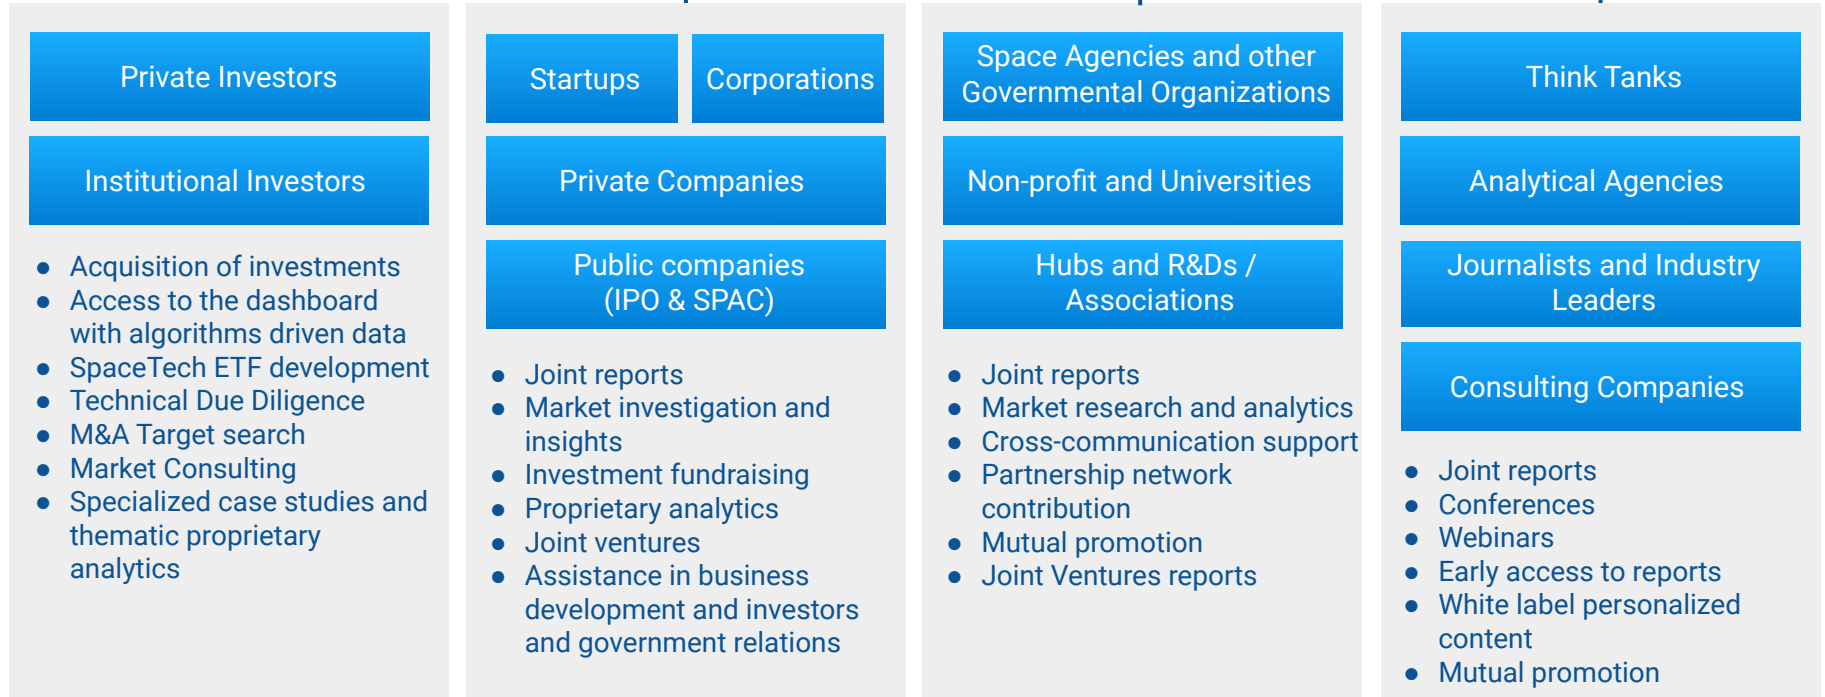 Private Investors
Institutional Investors
● Acquisition of investments
● Access to the dashboard
with algorithms driven data
● SpaceTech ETF development
● Technical Due Diligence
● M&A Target search
● Market Consulting
● Specialized case studies and
thematic proprietary
analytics
Startups
Corporations
Private Companies
Public companies
(IPO & SPAC)
● Joint reports
● Market investigation and
insights
● Investment fundraising
● Proprietary analytics
● Joint ventures
● Assistance in business
development and investors
and government relations
Space Agencies and other
Governmental Organizations
Non-profit and Universities
Hubs and R&Ds /
Associations
● Joint reports
● Market research and analytics
● Cross-communication support
● Partnership network
contribution
● Mutual promotion
● Joint Ventures reports
Think Tanks
Analytical Agencies
Journalists and Industry
Leaders
Consulting Companies
● Joint reports
● Conferences
● Webinars
● Early access to reports
● White label personalized
content
● Mutual promotion